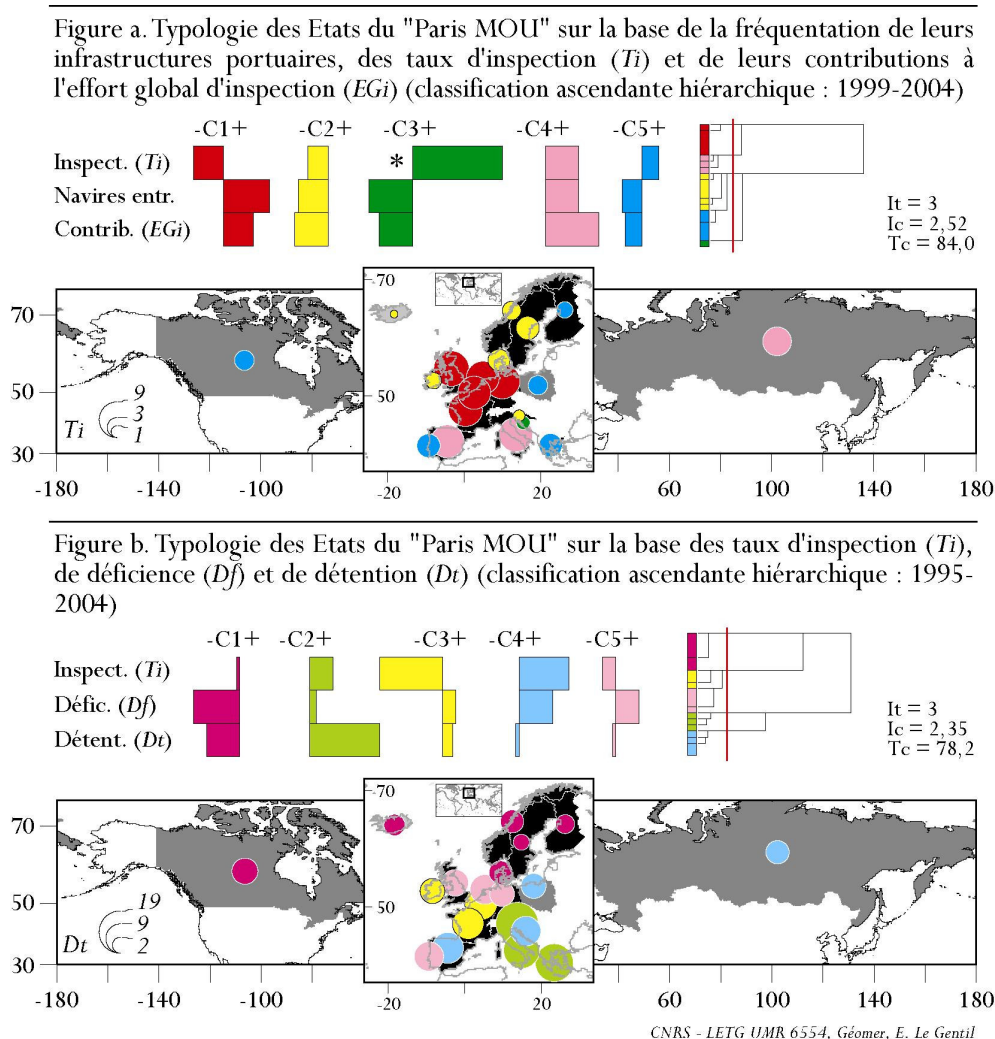 Figure a. Typologie des Etats du "Paris MOU" sur la base de la fréquentation de leurs
infrastructures portuaires, des taux d'inspection (Ti) et de leurs contributions à
l'effort global d'inspection (EGi) (classification ascendante hiérarchique : 1999-2004)
-C1+ -C2+ -C3+ -C4+ -C5+
Inspect. (Ti) *
Navires entr.
Contrib. (EGi)
It = 3
Ic = 2,52
Tc = 84,0
70
50
30
9
3
1
Ti
-70
50
-20 20
-180 -140 -100 60 100 140 180
Figure b. Typologie des Etats du "Paris MOU" sur la base des taux d'inspection (Ti),
de déficience (Df) et de détention (Dt) (classification ascendante hiérarchique : 1995-
2004)
-C1+ -C2+ -C3+ -C4+ -C5+
Inspect. (Ti)
Défic. (Df)
Détent. (Dt)
It = 3
Ic = 2,35
Tc = 78,2
70
50
30
19
9
2
Dt
-70
50
-20 20
-180 -140 -100 60 100 140 180
CNRS - LETG UMR 6554, Géomer, E. Le Gentil